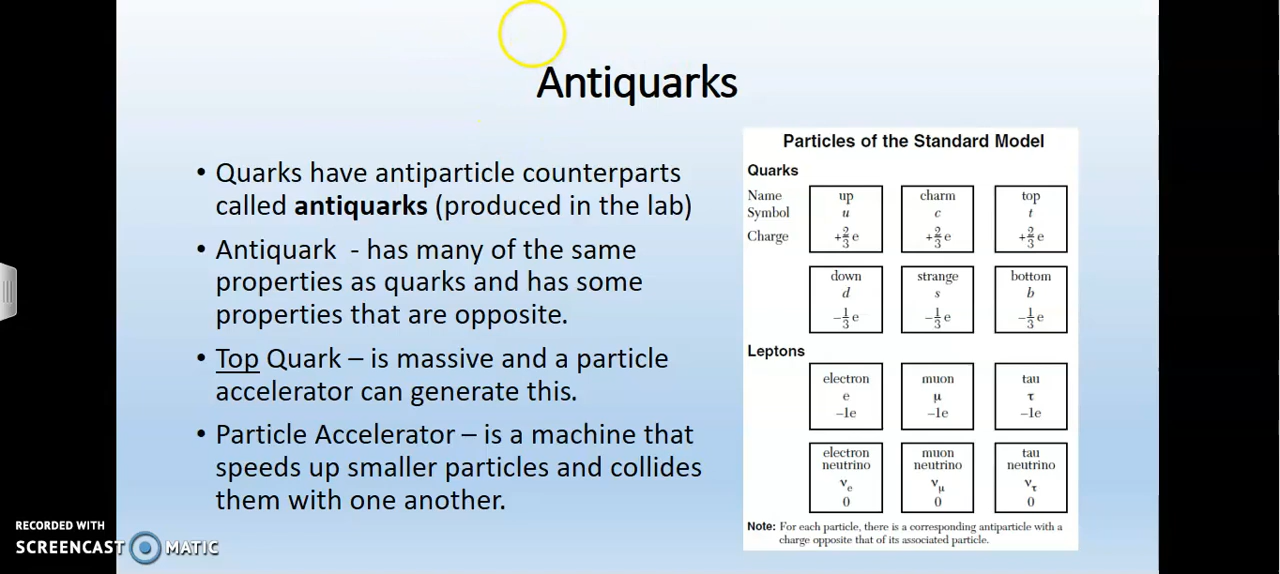 Antiquarks
• Quarks have antiparticle counterparts
called antiquarks (produced in the lab)
• Antiquark - has many of the same
properties as quarks and has some
properties that are opposite.
• Top Quark – is massive and a particle
accelerator can generate this.
• Particle Accelerator – is a machine that
speeds up smaller particles and collides
them with one another.
Particles of the Standard Model
Quarks
Name up charm top
Symbol u c t
Charge +2/3 e +2/3 e +2/3 e
down strange bottom
d s b
-1/3 e -1/3 e -1/3 e
Leptons
electron muon tau
e μ τ
-1e -1e -1e
electron muon tau
neutrino neutrino neutrino
νe νμ ντ
0 0 0
Note: For each particle, there is a corresponding antiparticle with a
charge opposite that of its associated particle.
RECORDED WITH
SCREENCAST MATIC